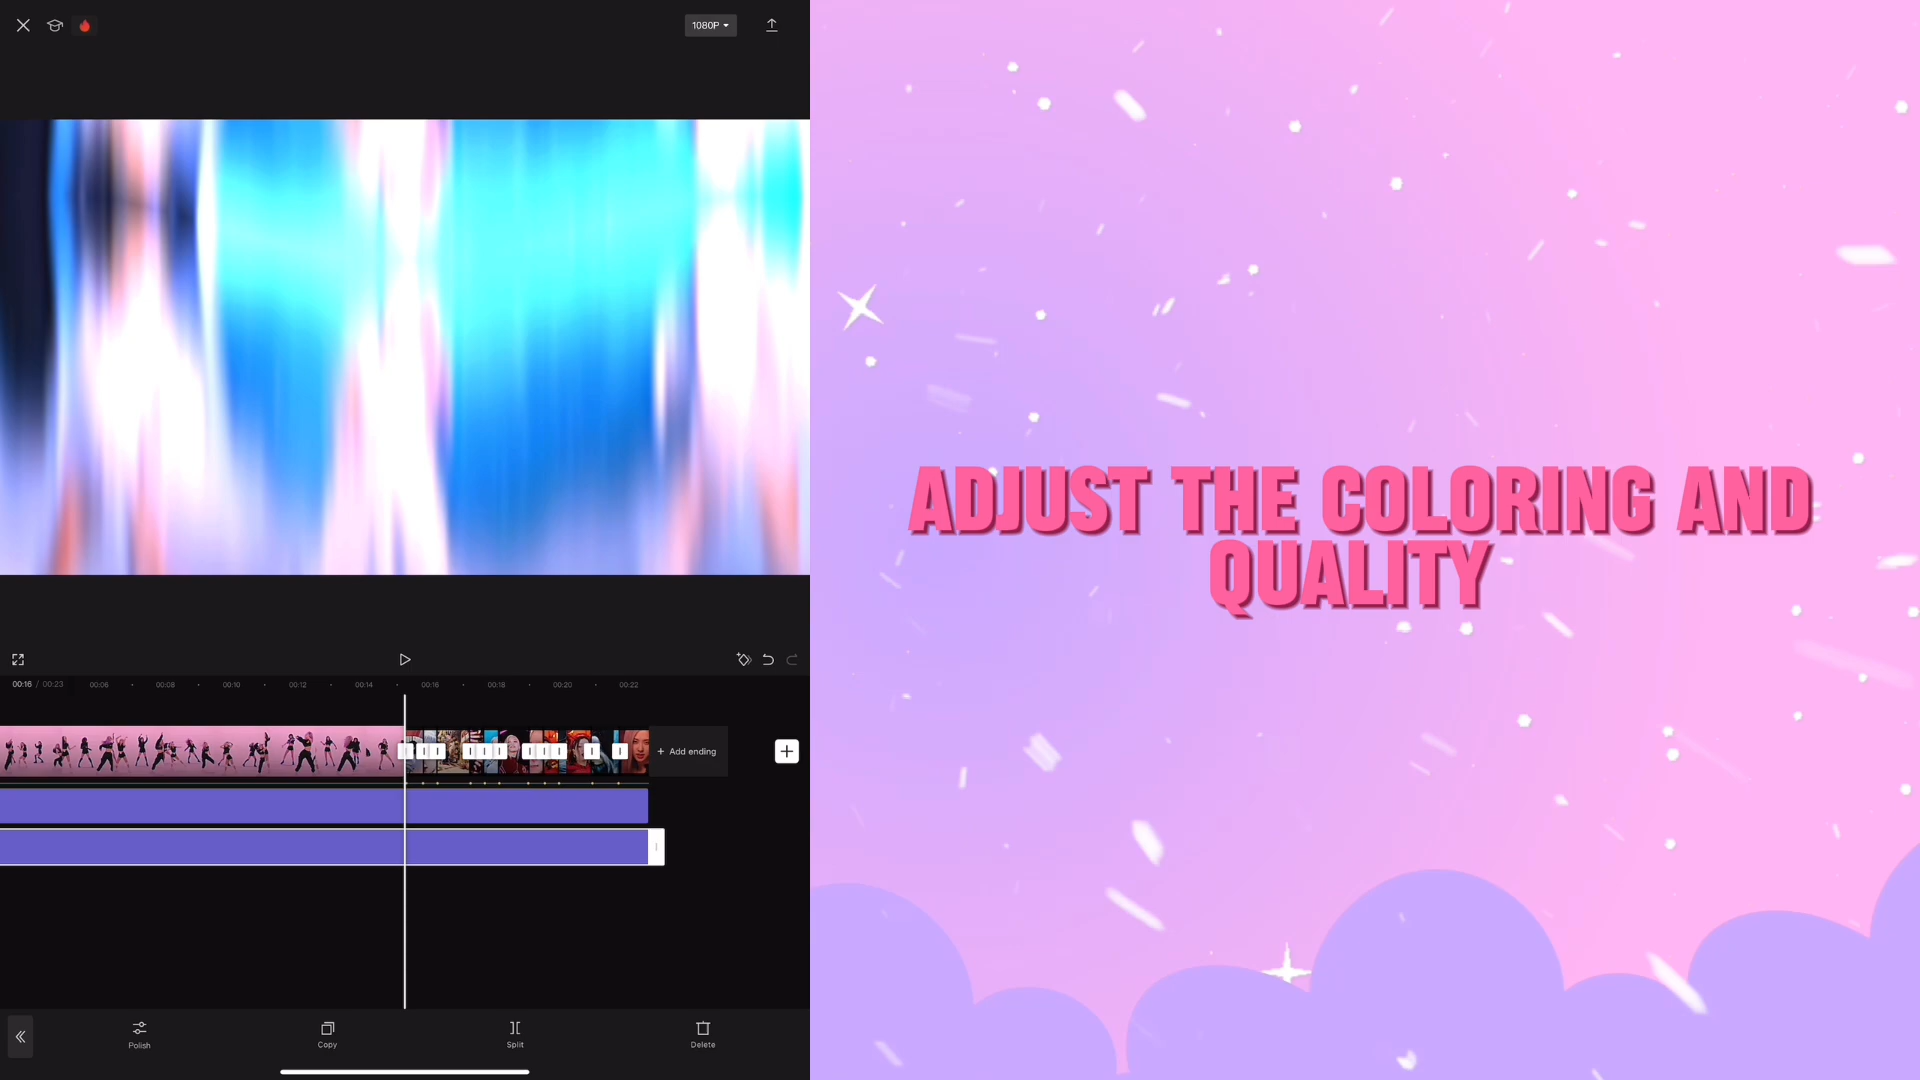 1080P
ADJUST THE COLORING AND
QUALITY
00:16 / 00:23 00:06 00:08 00:10 00:12 00:14 00:16 00:18 00:20 00:22
+ Add ending
Polish Copy Split Delete